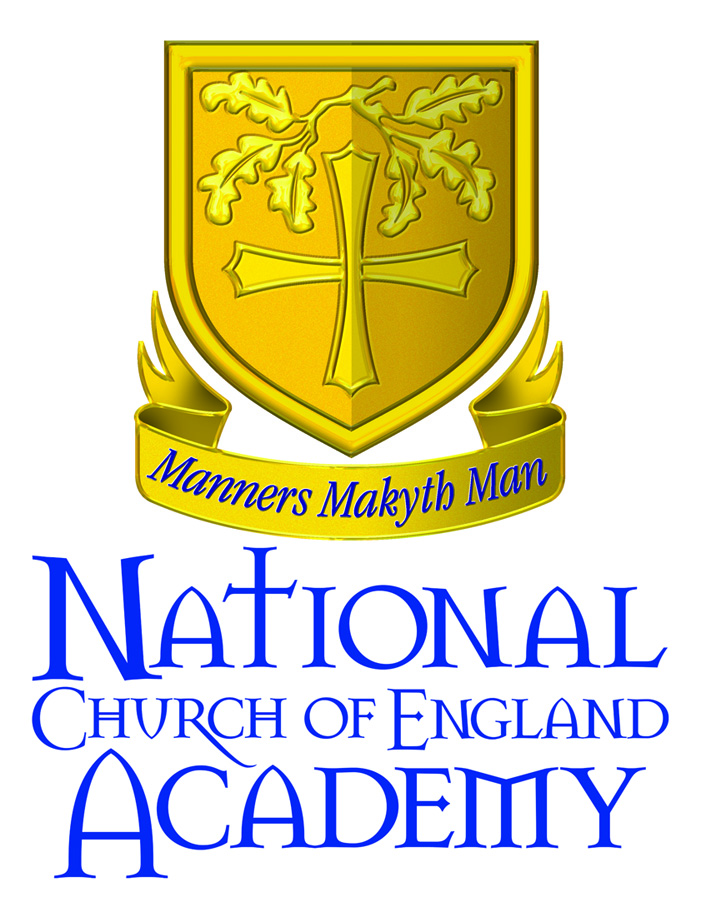 Manners Makyth Man
NATIONAL
CHURCH OF ENGLAND
ACADEMY